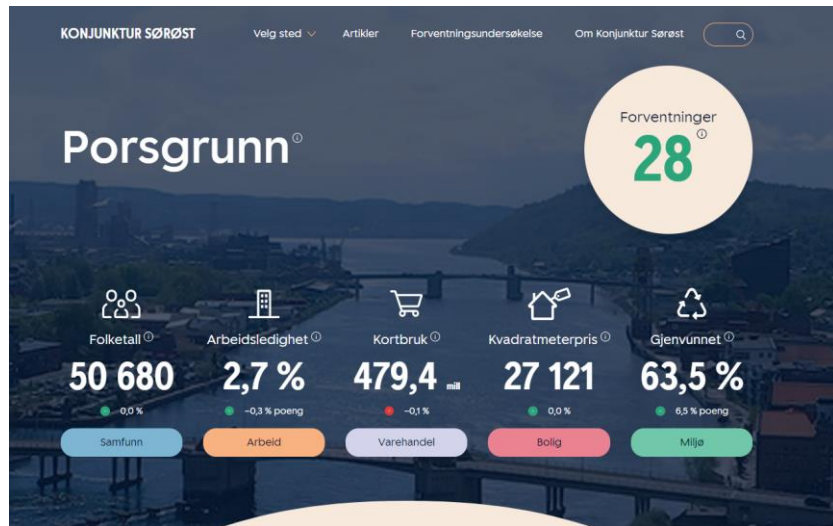 KONJUNKTUR SØRØST Velg sted Artikler Forventningsundersøkelse Om Konjunktur Sørøst
Forventninger
28
Porsgrunn
Folketall Arbeidsledighet Kortbruk Kvadratmeterpris Gjenvunnet
50 680 2,7 % 479,4 mill 27 121 63,5 %
0,0 % -0,3 % poeng -0,1 % 0,0 % 6,5 % poeng
Samfunn Arbeid Varehandel Bolig Miljø